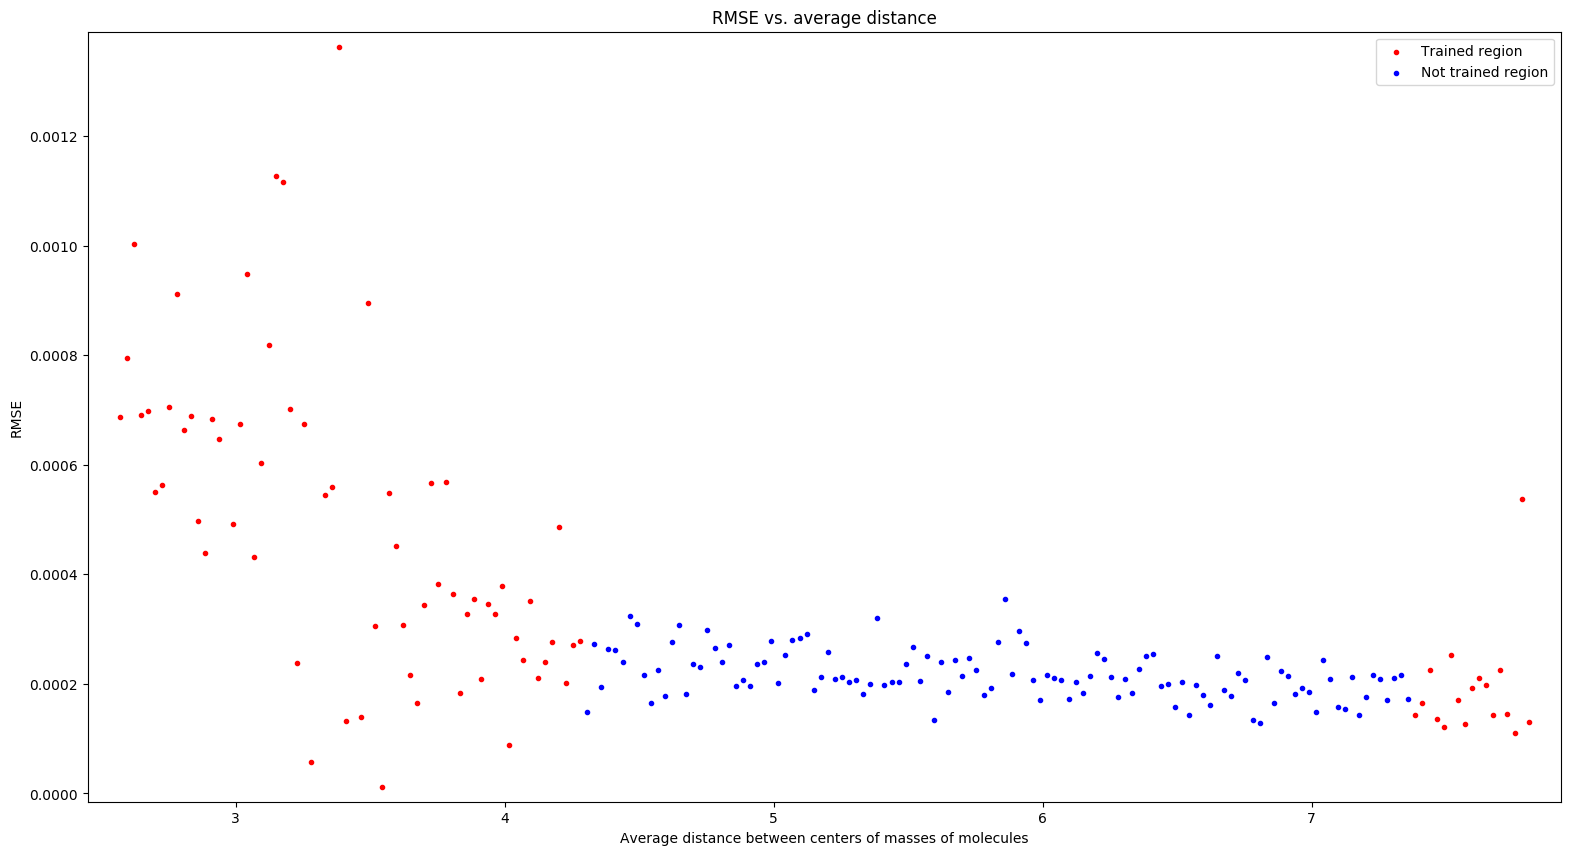 RMSE vs. average distance
Trained region
Not trained region
0.0012
0.0010
0.0008
0.0006
0.0004
0.0002
0.0000
RMSE
3 4 5 6 7
Average distance between centers of masses of molecules